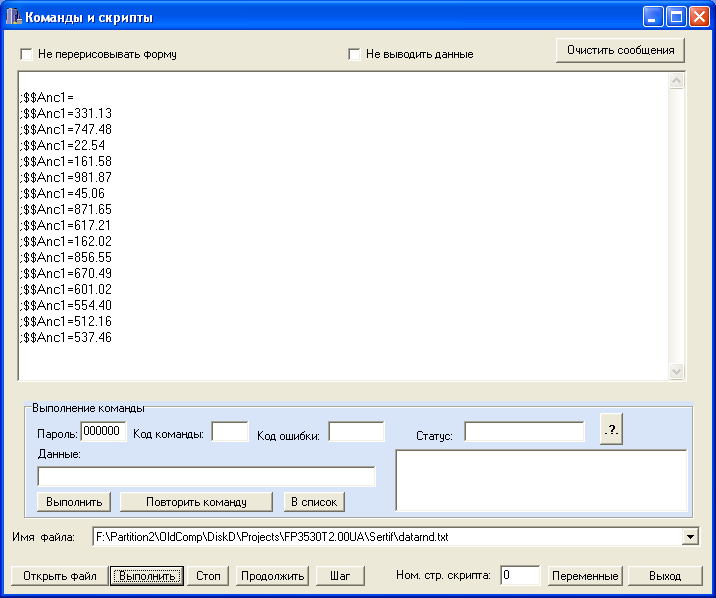 Команды и скрипты
Не перерисовывать форму
Не выводить данные
Очистить сообщения
;$$Anc1=
;$$Anc1=331.13
;$$Anc1=747.48
;$$Anc1=22.54
;$$Anc1=161.58
;$$Anc1=981.87
;$$Anc1=45.06
;$$Anc1=871.65
;$$Anc1=617.21
;$$Anc1=162.02
;$$Anc1=856.55
;$$Anc1=670.49
;$$Anc1=601.02
;$$Anc1=554.40
;$$Anc1=512.16
;$$Anc1=537.46
Выполнение команды
Пароль: 000000 Код команды: Код ошибки: Статус: .?.
Данные:
Выполнить Повторить команду В список
Имя файла: F:\Partition2\OldComp\DiskD\Projects\FP3530T2.00UA\Sertif\datarnd.txt
Открыть файл Выполнить Стоп Продолжить Шаг Ном. стр. скрипта: 0 Переменные Выход